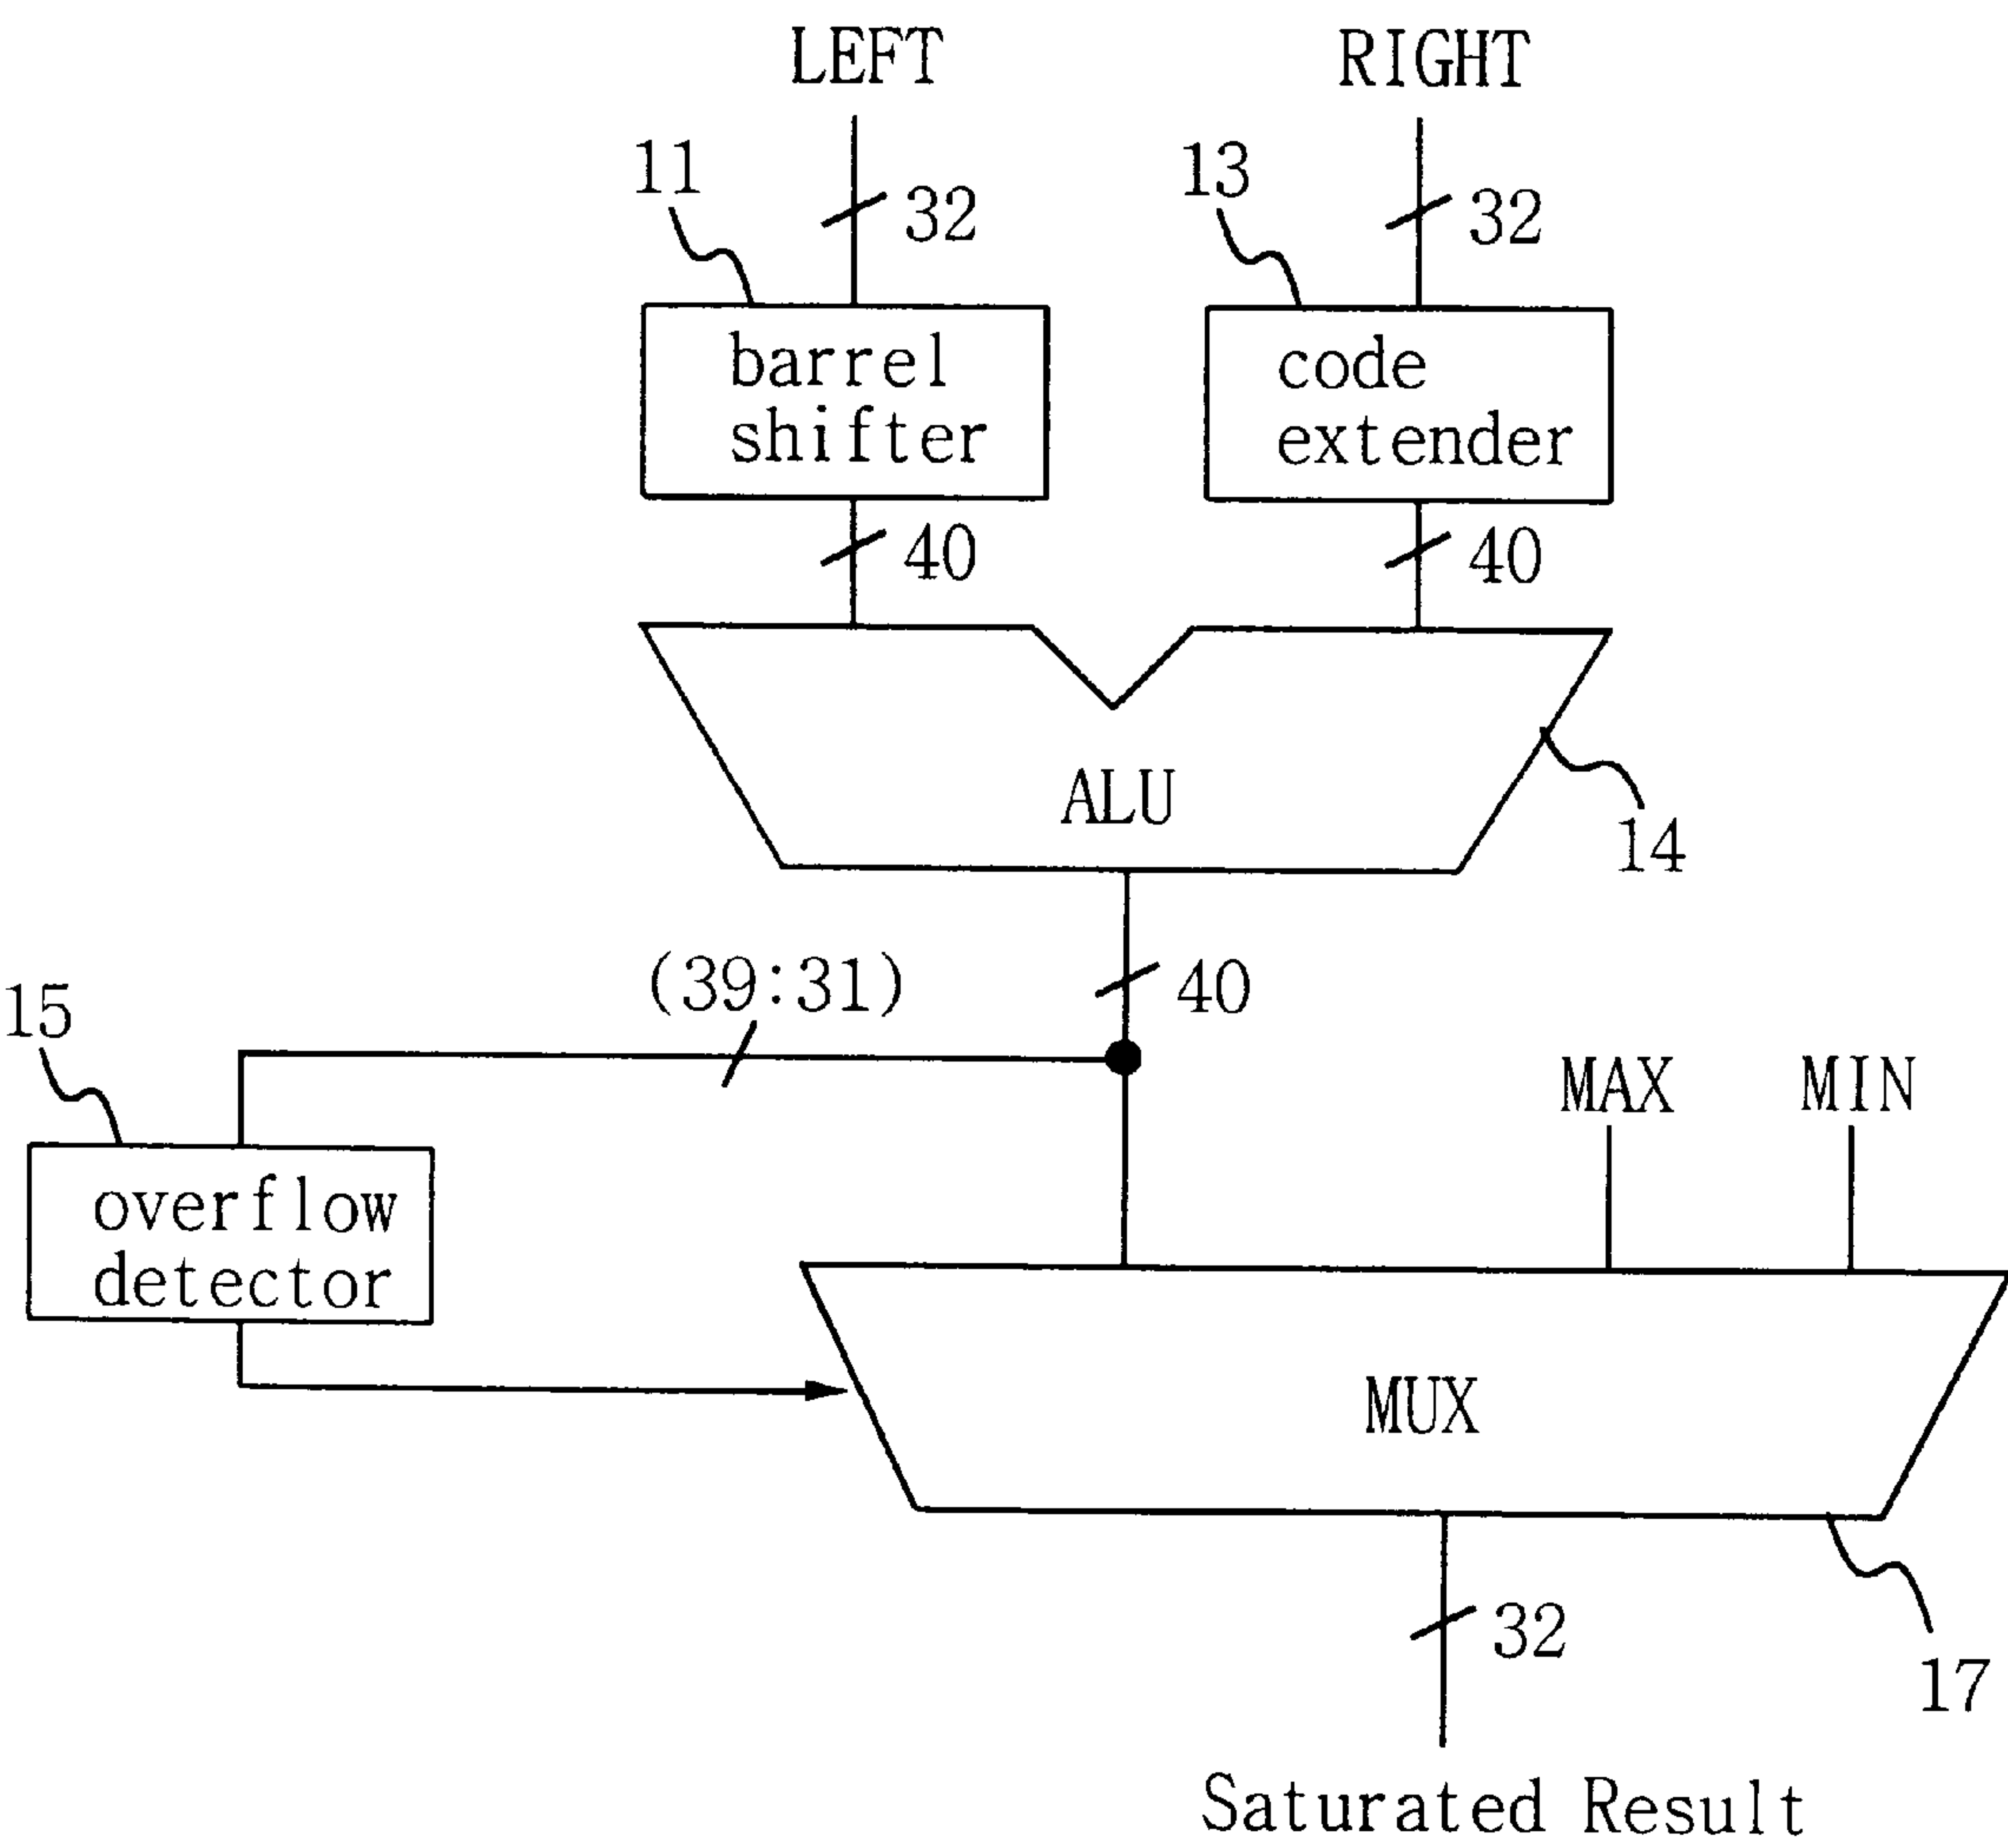 LEFT RIGHT
11 32 13 32
barrel
shifter
code
extender
40 40
ALU
14
(39:31) 40
15
MAX MIN
overflow
detector
MUX
32
17
Saturated Result